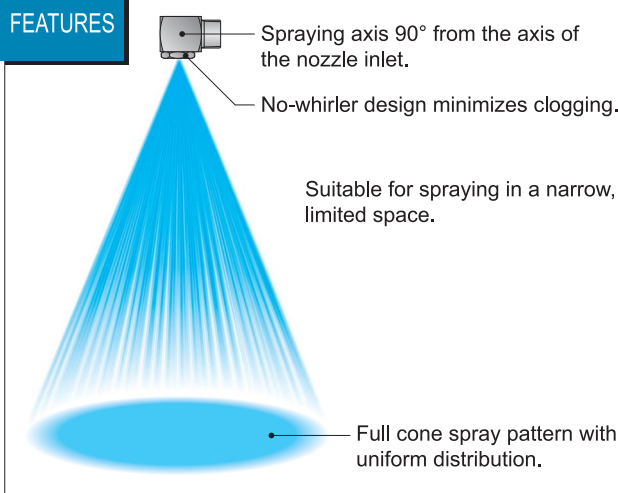 FEATURES
Spraying axis 90° from the axis of
the nozzle inlet.
No-whirler design minimizes clogging.
Suitable for spraying in a narrow,
limited space.
Full cone spray pattern with
uniform distribution.